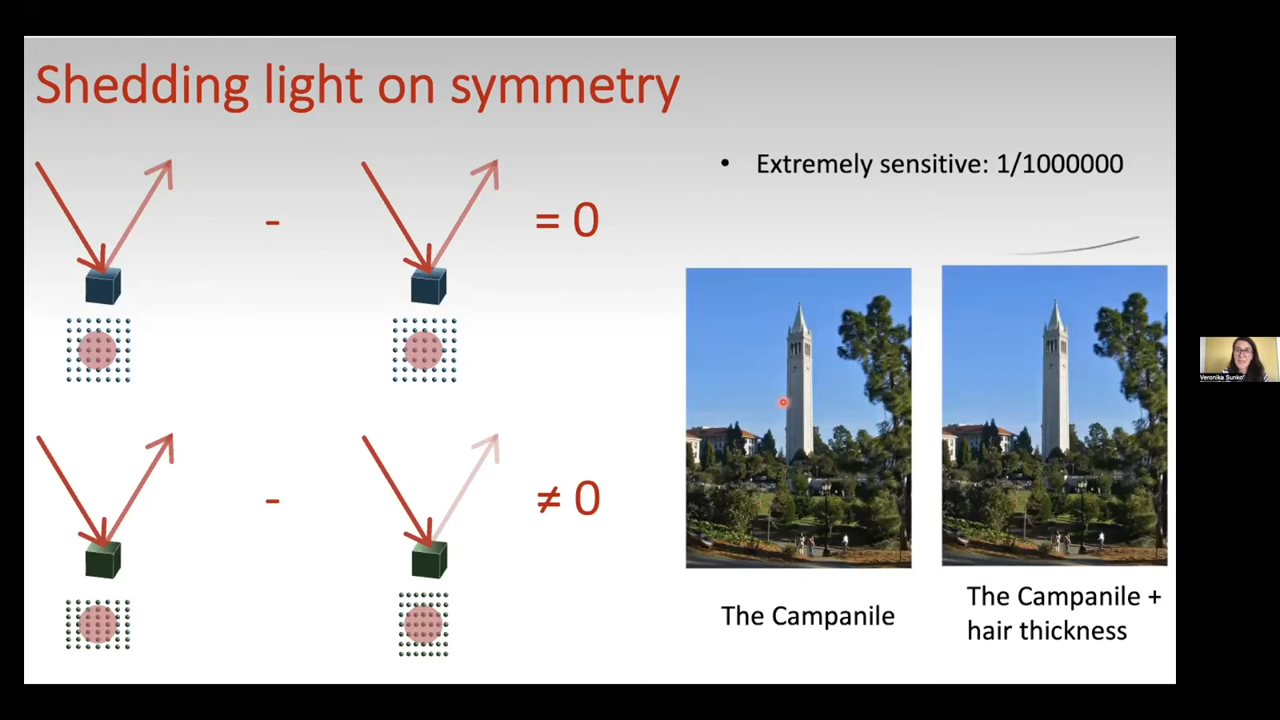 Shedding light on symmetry
• Extremely sensitive: 1/1000000
- = 0
- ≠ 0
The Campanile
The Campanile +
hair thickness
Veronika Sunko